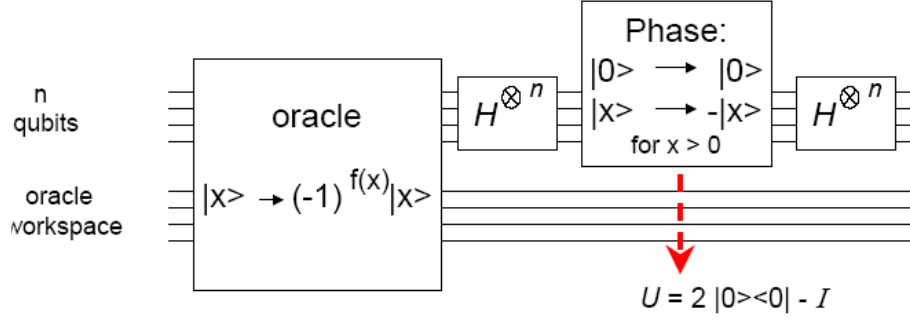 n
qubits
oracle
workspace
oracle
|x> → (-1)^f(x) |x>
H^⊗n
Phase:
|0> → |0>
|x> → -|x>
for x > 0
H^⊗n
U = 2 |0><0| - I